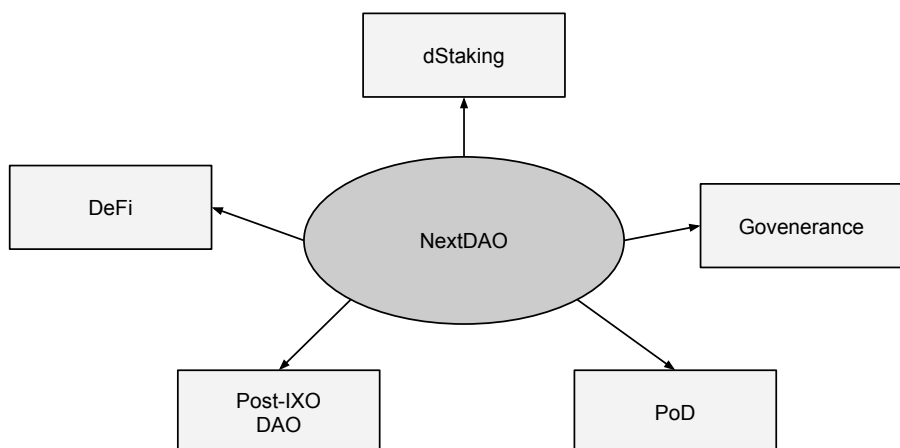 dStaking
DeFi
Govenerance
NextDAO
Post-IXO
DAO
PoD